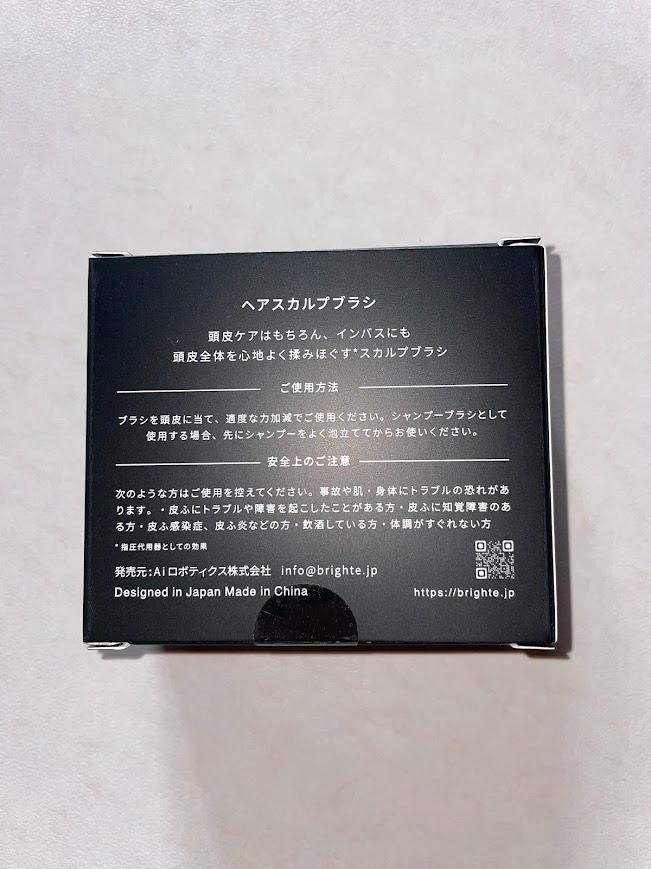 ヘアスカルプブラシ
頭皮ケアはもちろん、インバスにも
頭皮全体を心地よく揉みほぐす*スカルプブラシ
ご使用方法
ブラシを頭皮に当て、適度な力加減でご使用ください。シャンプーブラシとして
使用する場合、先にシャンプーをよく泡立ててからお使いください。
安全上のご注意
次のような方はご使用を控えてください。事故や肌・身体にトラブルの恐れがあ
ります。・皮ふにトラブルや障害を起こしたことがある方・皮ふに知覚障害のあ
る方・皮ふ感染症、皮ふ炎などの方・飲酒している方・体調がすぐれない方
*指圧代用器としての効果
発売元:Aiロボティクス株式会社 info@brighte.jp
Designed in Japan Made in China
https://brighte.jp